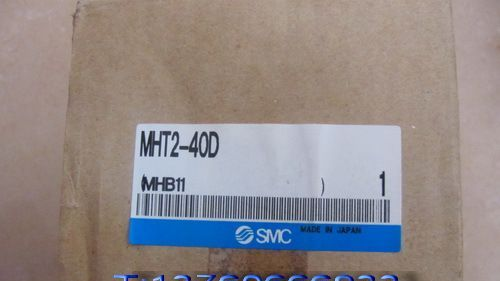 MHT2-40D
(MHB11 ) 1
SMC MADE IN JAPAN